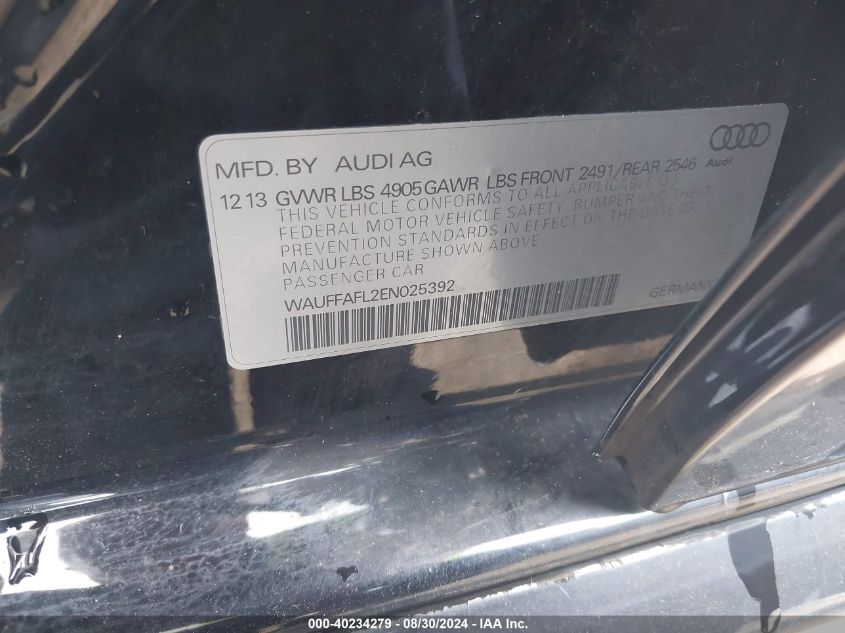 MFD. BY AUDI AG
Audi
12 13 GVWR LBS 4905 GAWR LBS FRONT 2491/REAR 2546
THIS VEHICLE CONFORMS TO ALL APPLICABLE U.S.
FEDERAL MOTOR VEHICLE SAFETY, BUMPER AND THEFT
PREVENTION STANDARDS IN EFFECT ON THE DATE OF
MANUFACTURE SHOWN ABOVE
PASSENGER CAR
WAUFFAFL2EN025392
GERMANY
000-40234279 - 08/30/2024 - IAA Inc.